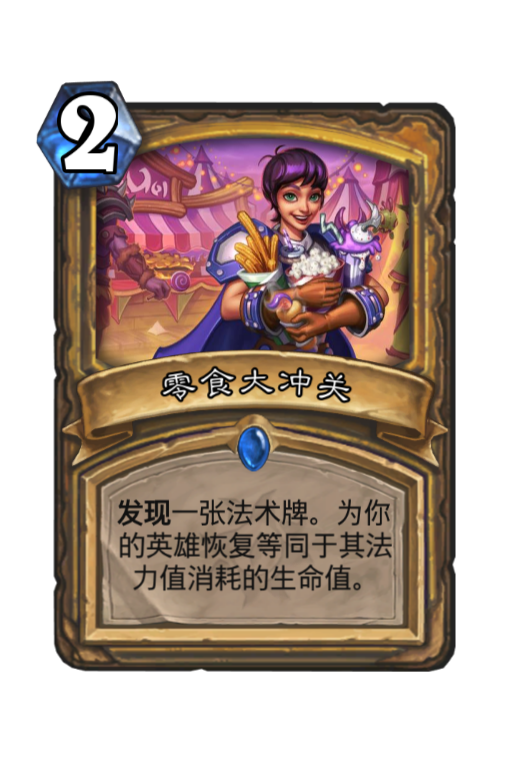 2
零食大冲关
发现一张法术牌。为你
的英雄恢复等同于其法
力值消耗的生命值。